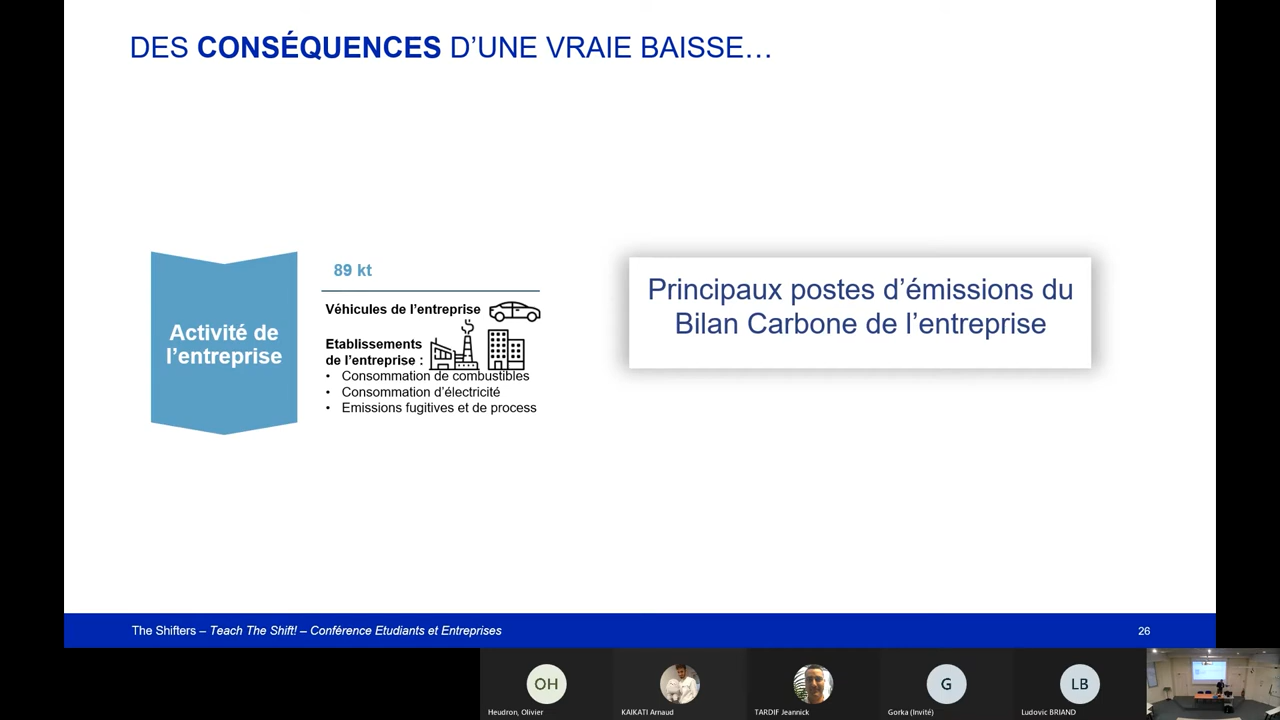 DES CONSÉQUENCES D’UNE VRAIE BAISSE…
Activité de
l’entreprise
89 kt
Véhicules de l’entreprise
Etablissements
de l’entreprise :
• Consommation de combustibles
• Consommation d’électricité
• Emissions fugitives et de process
Principaux postes d’émissions du
Bilan Carbone de l’entreprise
The Shifters – Teach The Shift! – Conférence Etudiants et Entreprises
26
OH
G
LB
Heudron, Olivier
KAIKATI Arnaud
TARDIF Jeannick
Gorka (Invité)
Ludovic BRIAND